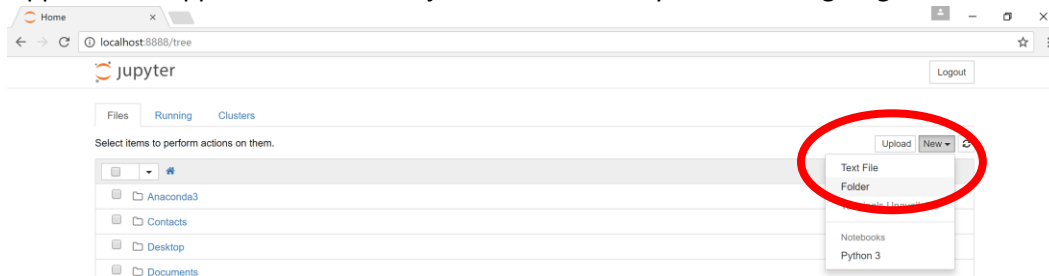 Home
localhost:8888/tree
jupyter
Logout
Files Running Clusters
Select items to perform actions on them.
Upload New
Text File
Anaconda3
Folder
Contacts
Desktop
Notebooks
Python 3
Documents